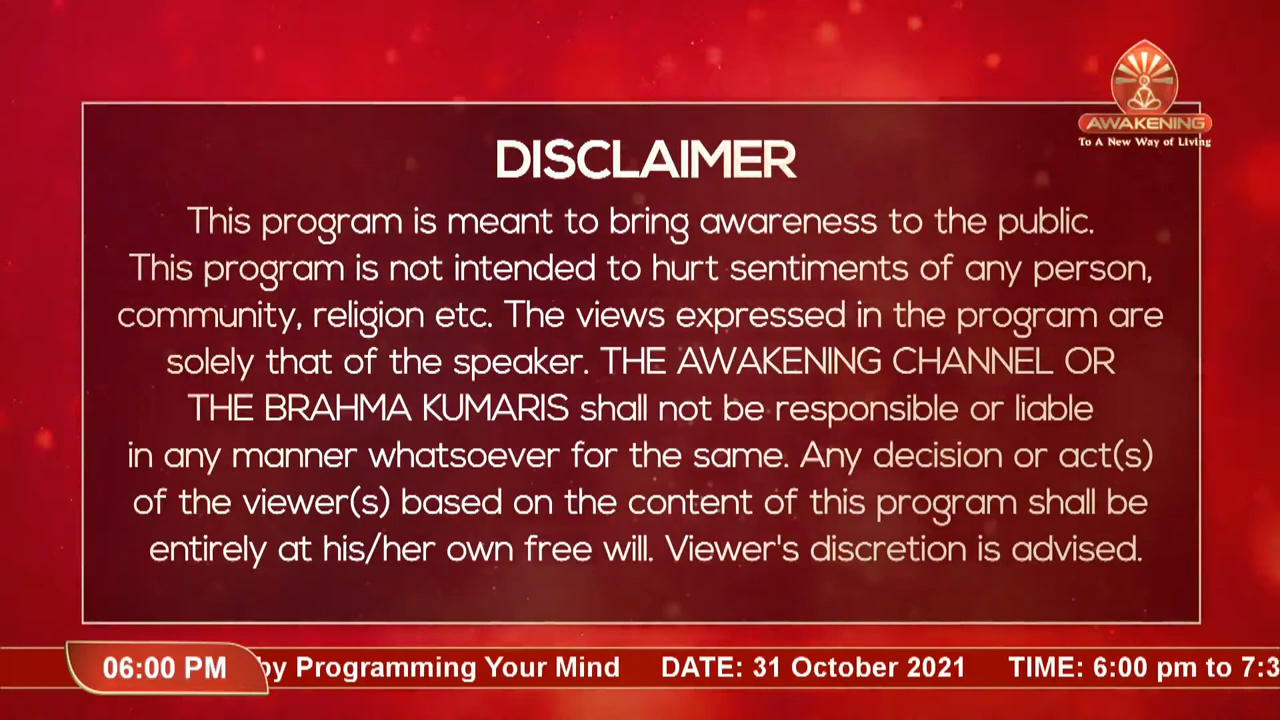 AWAKENING
To A New Way of Living
DISCLAIMER
This program is meant to bring awareness to the public.
This program is not intended to hurt sentiments of any person,
community, religion etc. The views expressed in the program are
solely that of the speaker. THE AWAKENING CHANNEL OR
THE BRAHMA KUMARIS shall not be responsible or liable
in any manner whatsoever for the same. Any decision or act(s)
of the viewer(s) based on the content of this program shall be
entirely at his/her own free will. Viewer's discretion is advised.
06:00 PM by Programming Your Mind DATE: 31 October 2021 TIME: 6:00 pm to 7:3